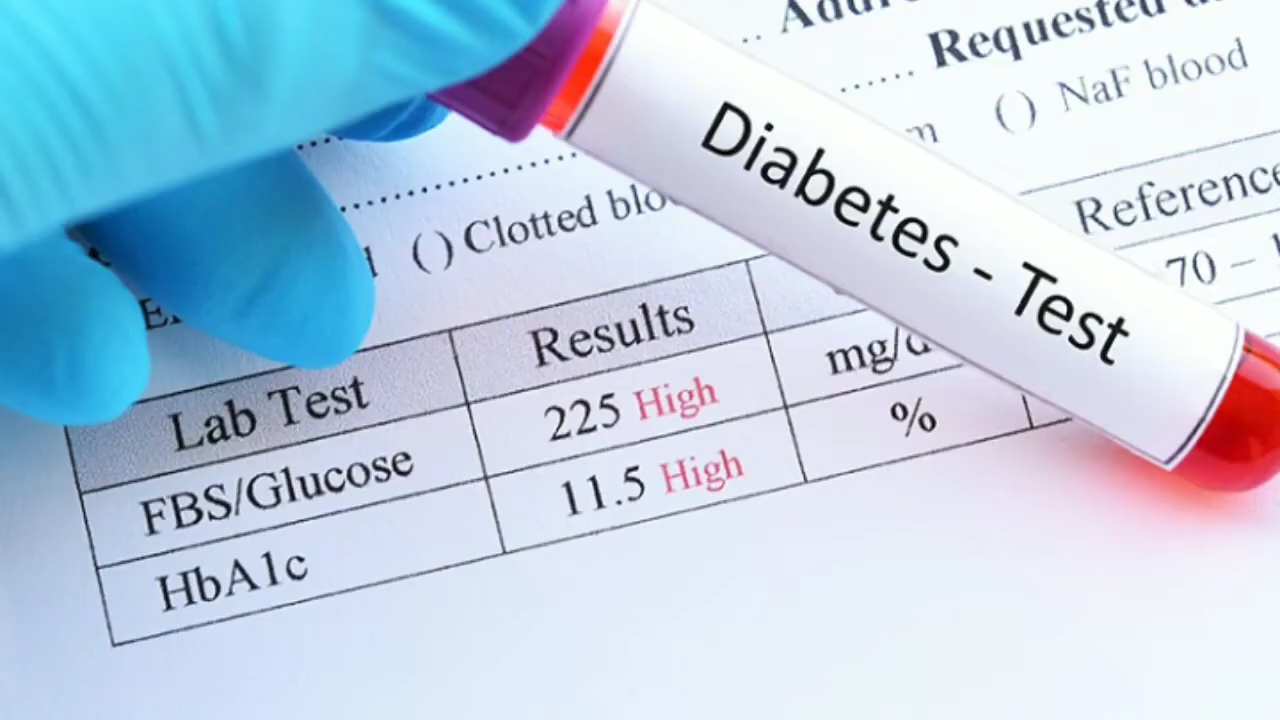 Requested
( ) NaF blood
( ) Clotted
Diabetes - Test
Reference
70 –
Lab Test Results
FBS/Glucose 225 High mg/d
HbA1c 11.5 High %